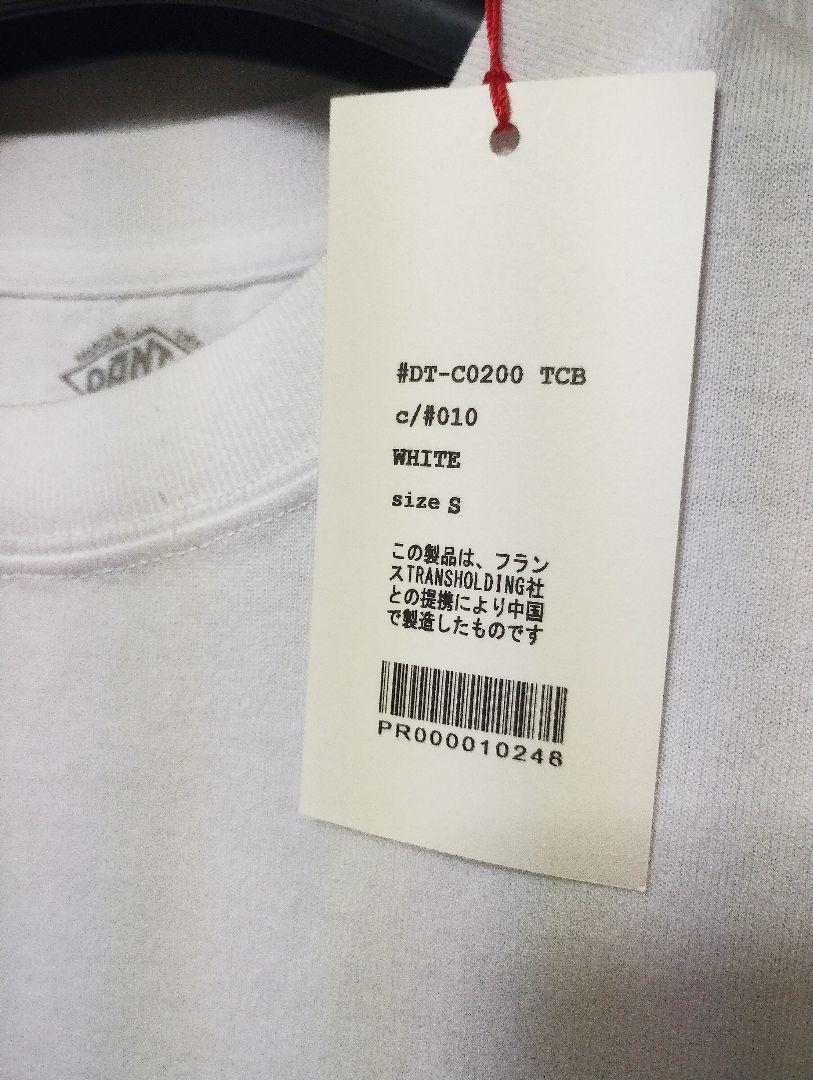 #DT-C0200 TCB
c/#010
WHITE
size S
この製品は、フラン
スTRANSHOLDING社
との提携により中国
で製造したものです
PR000010248